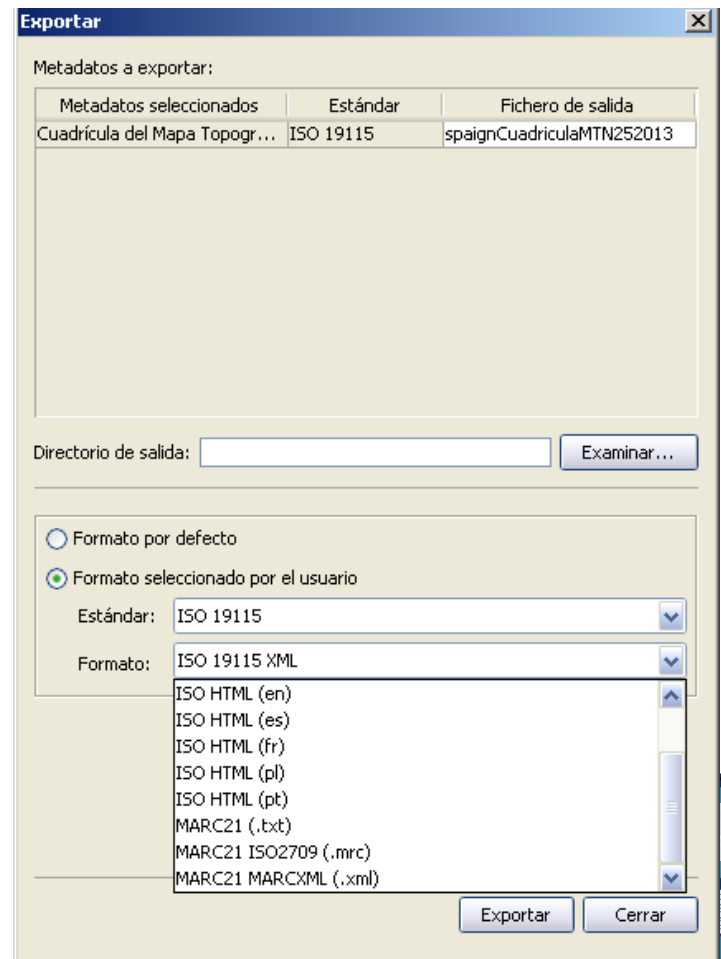 Exportar
Metadatos a exportar:
Metadatos seleccionados Estándar Fichero de salida
Cuadrícula del Mapa Topogr... ISO 19115 spaignCuadriculaMTN252013
Directorio de salida: Examinar...
Formato por defecto
Formato seleccionado por el usuario
Estándar: ISO 19115
Formato: ISO 19115 XML
ISO HTML (en)
ISO HTML (es)
ISO HTML (fr)
ISO HTML (pl)
ISO HTML (pt)
MARC21 (.txt)
MARC21 ISO2709 (.mrc)
MARC21 MARCXML (.xml)
Exportar Cerrar